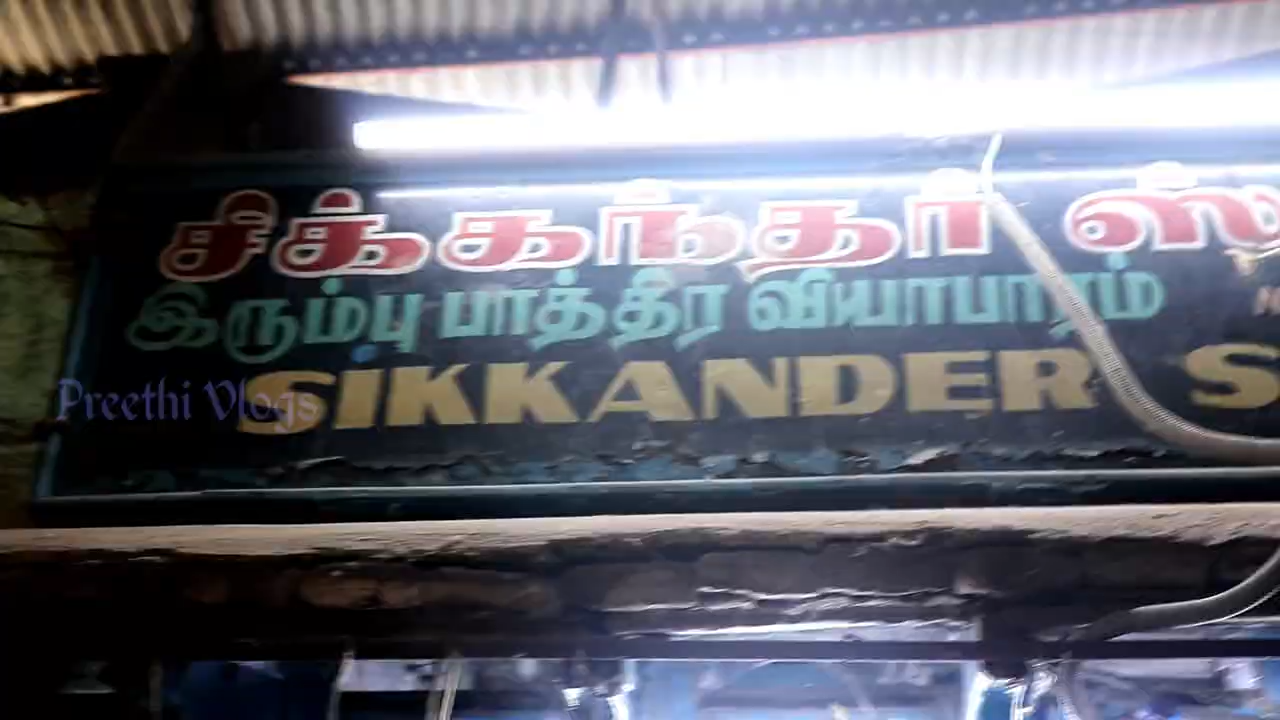 சிக்கந்தர் ஸ
இரும்பு பாத்திர வியாபாரம்
SIKKANDER S
Preethi Vlogs